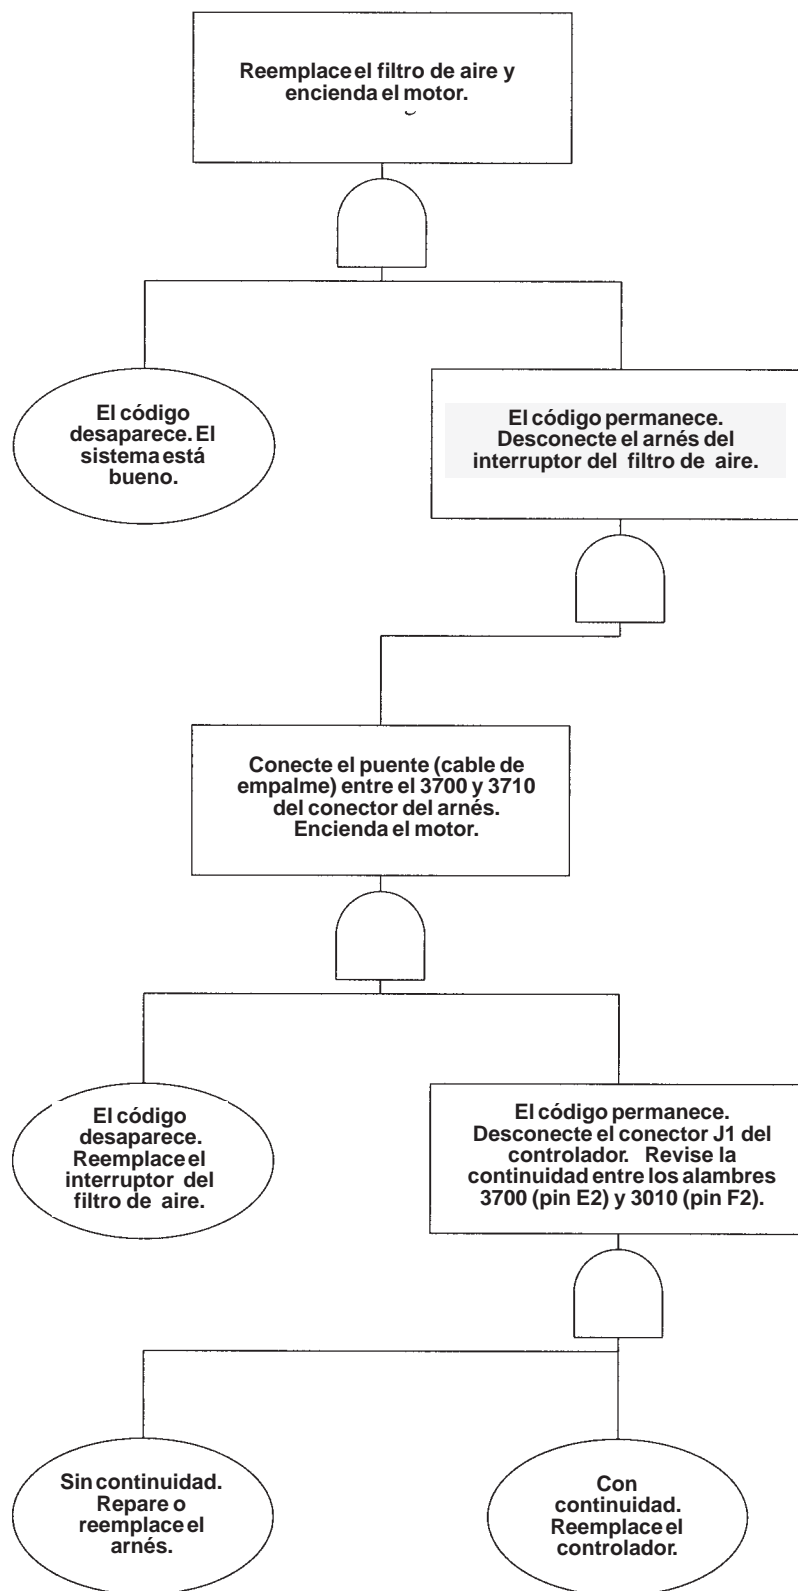 Reemplace el filtro de aire y
encienda el motor.
El código
desaparece. El
sistema está
bueno.
El código permanece.
Desconecte el arnés del
interruptor del filtro de aire.
Conecte el puente (cable de
empalme) entre el 3700 y 3710
del conector del arnés.
Encienda el motor.
El código
desaparece.
Reemplace el
interruptor del
filtro de aire.
El código permanece.
Desconecte el conector J1 del
controlador. Revise la
continuidad entre los alambres
3700 (pin E2) y 3010 (pin F2).
Sin continuidad.
Repare o
reemplace el
arnés.
Con
continuidad.
Reemplace el
controlador.